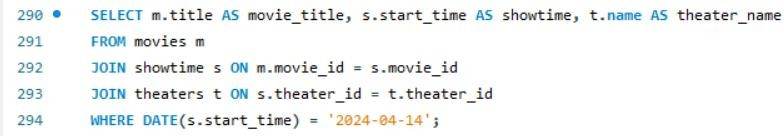 290 SELECT m.title AS movie_title, s.start_time AS showtime, t.name AS theater_name
291 FROM movies m
292 JOIN showtime s ON m.movie_id = s.movie_id
293 JOIN theaters t ON s.theater_id = t.theater_id
294 WHERE DATE(s.start_time) = '2024-04-14';